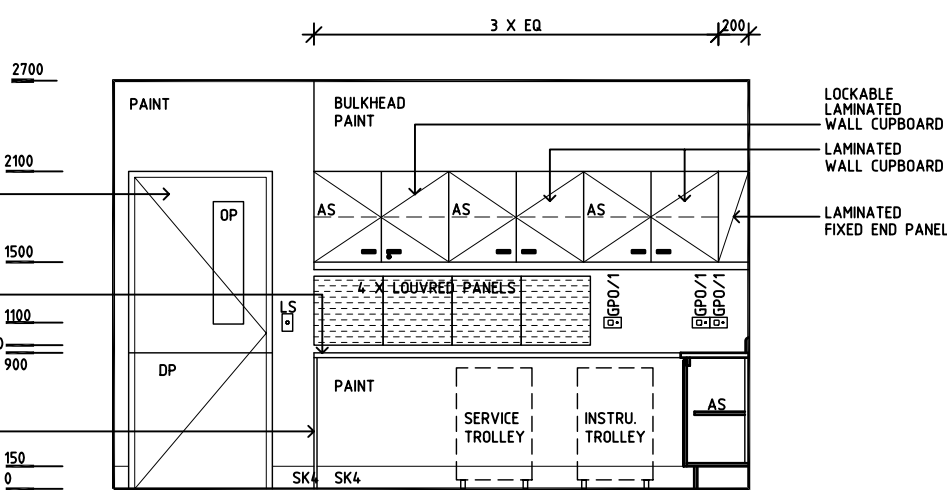 3 X EQ
200
2700
PAINT
BULKHEAD
PAINT
LOCKABLE
LAMINATED
WALL CUPBOARD
2100
LAMINATED
WALL CUPBOARD
OP
AS
AS
AS
LAMINATED
FIXED END PANEL
1500
4 X LOUVRED PANELS
LS
GPO/1
GPO/1
GPO/1
1100
900
DP
PAINT
SERVICE
TROLLEY
INSTRU.
TROLLEY
AS
150
0
SK4
SK4